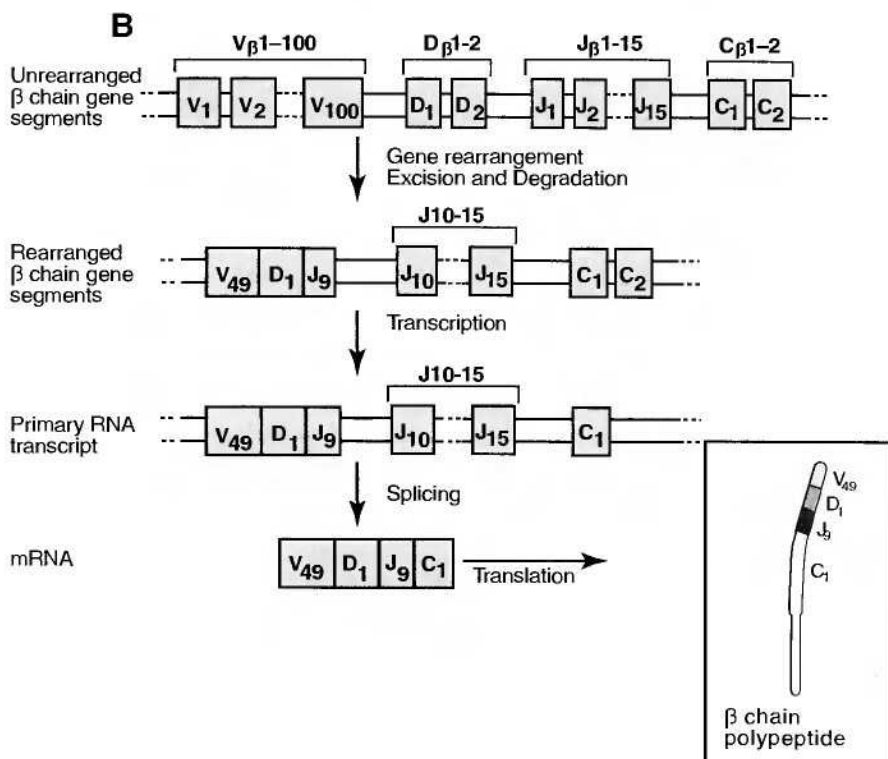 B
Vβ1–100 Dβ1-2 Jβ1-15 Cβ1–2
Unrearranged
β chain gene
segments
V1 V2 V100 D1 D2 J1 J2 J15 C1 C2
Gene rearrangement
Excision and Degradation
J10-15
Rearranged
β chain gene
segments
V49 D1 J9 J10 J15 C1 C2
Transcription
J10-15
Primary RNA
transcript
V49 D1 J9 J10 J15 C1
Splicing
mRNA
V49 D1 J9 C1
Translation
V49
D1
J9
C1
β chain
polypeptide